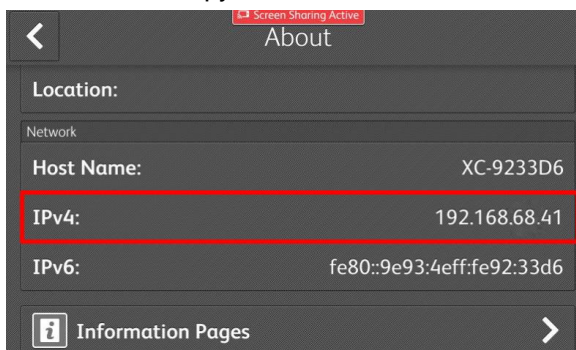 Screen Sharing Active
About
Location:
Network
Host Name: XC-9233D6
IPv4: 192.168.68.41
IPv6: fe80::9e93:4eff:fe92:33d6
i Information Pages